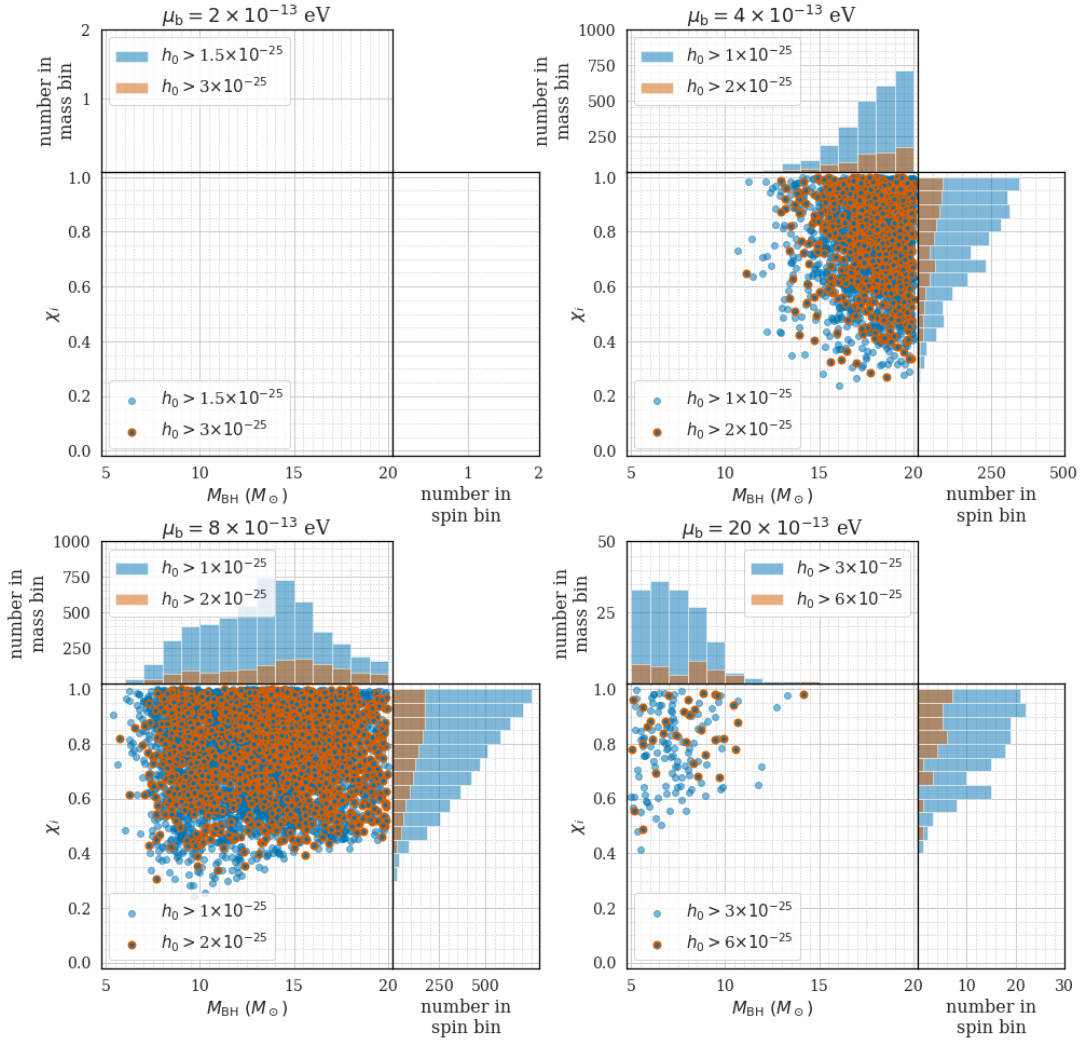 μb = 2 × 10−13 eV
number in
mass bin
2
1
h0 > 1.5×10−25
h0 > 3×10−25
χi
1.0
0.8
0.6
0.4
0.2
0.0
h0 > 1.5×10−25
h0 > 3×10−25
5
10
15
20
1
2
MBH (M⊙)
number in
spin bin
μb = 4 × 10−13 eV
number in
mass bin
1000
750
500
250
h0 > 1×10−25
h0 > 2×10−25
χi
1.0
0.8
0.6
0.4
0.2
0.0
h0 > 1×10−25
h0 > 2×10−25
5
10
15
20
250
500
MBH (M⊙)
number in
spin bin
μb = 8 × 10−13 eV
number in
mass bin
1000
750
500
250
h0 > 1×10−25
h0 > 2×10−25
χi
1.0
0.8
0.6
0.4
0.2
0.0
h0 > 1×10−25
h0 > 2×10−25
5
10
15
20
250
500
MBH (M⊙)
number in
spin bin
μb = 20 × 10−13 eV
number in
mass bin
50
25
h0 > 3×10−25
h0 > 6×10−25
χi
1.0
0.8
0.6
0.4
0.2
0.0
h0 > 3×10−25
h0 > 6×10−25
5
10
15
20
10
20
30
MBH (M⊙)
number in
spin bin